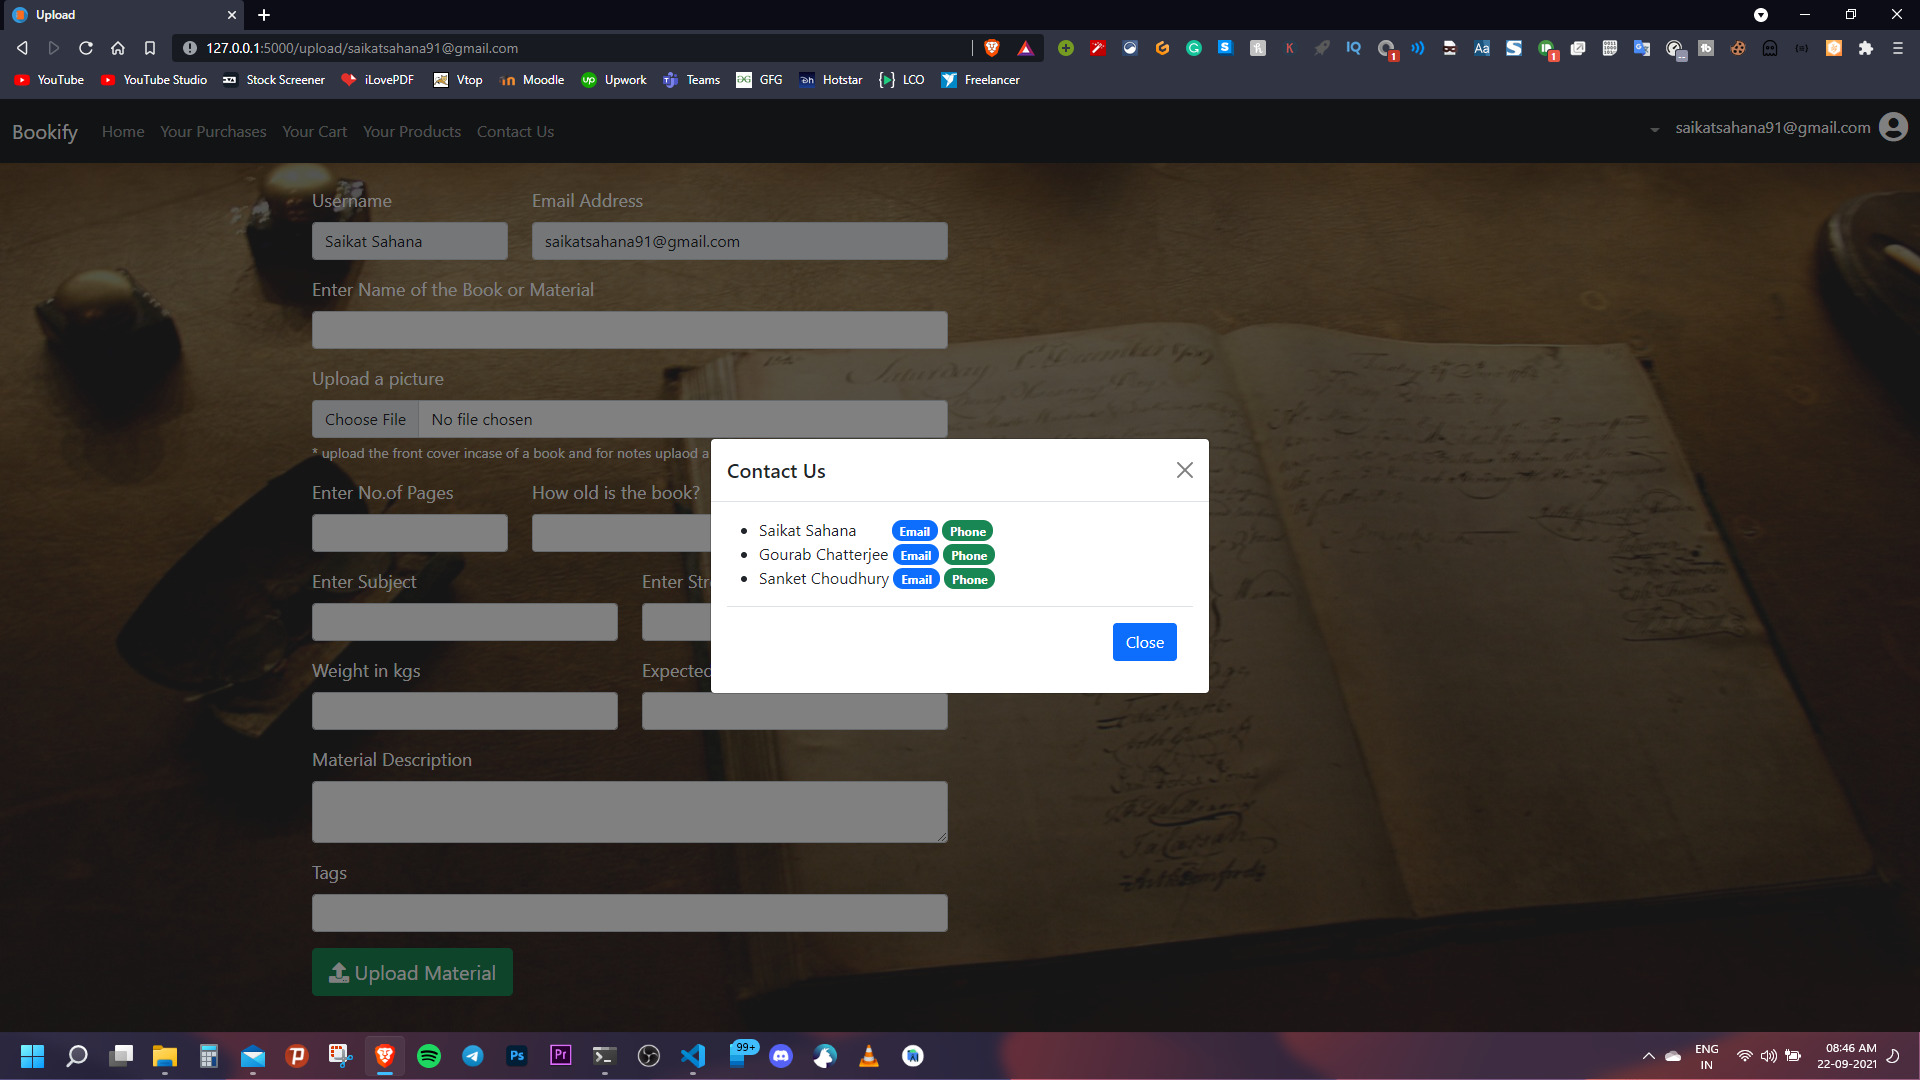 Upload
127.0.0.1:5000/upload/saikatsahana91@gmail.com
YouTube YouTube Studio Stock Screener iLovePDF Vtop Moodle Upwork Teams GFG Hotstar LCO Freelancer
Bookify Home Your Purchases Your Cart Your Products Contact Us saikatsahana91@gmail.com
Username Email Address
Saikat Sahana saikatsahana91@gmail.com
Enter Name of the Book or Material
Upload a picture
Choose File No file chosen
* upload the front cover incase of a book and for notes uplaod a
Enter No.of Pages How old is the book?
Enter Subject Enter Str
Weight in kgs Expected
Material Description
Tags
Upload Material
Contact Us
Saikat Sahana Email Phone
Gourab Chatterjee Email Phone
Sanket Choudhury Email Phone
Close
99+
ENG
IN
08:46 AM
22-09-2021